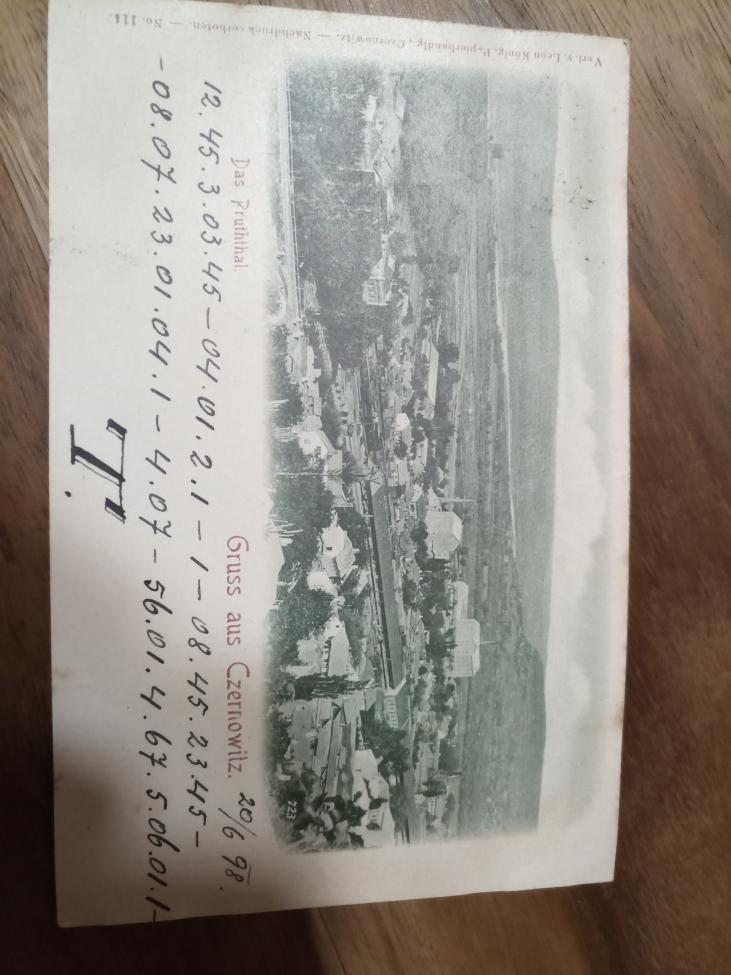 Verl. v. Leon König, Papierhandlg., Czernowitz. — Nachdruck verboten. — No. 111.
223
Das Pruththal.
Gruss aus Czernowitz.
20/6 98.
12.45.3.03.45 – 04.01.2.1 – 1 – 08.45.23.45 –
– 08.07.23.01.04.1 – 4.07 – 56.01.4.67.5.06.01.1 –